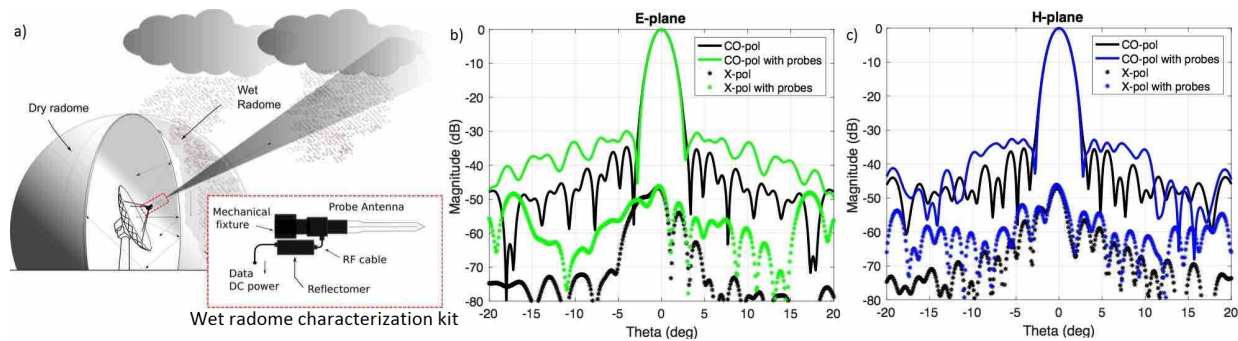 a)
Dry radome
Wet
Radome
Mechanical
fixture
Probe Antenna
RF cable
Data
DC power
Reflectomer
Wet radome characterization kit
b)
E-plane
CO-pol
CO-pol with probes
X-pol
X-pol with probes
Magnitude (dB)
0
-10
-20
-30
-40
-50
-60
-70
-80
-20
-15
-10
-5
0
5
10
15
20
Theta (deg)
c)
H-plane
CO-pol
CO-pol with probes
X-pol
X-pol with probes
Magnitude (dB)
0
-10
-20
-30
-40
-50
-60
-70
-80
-20
-15
-10
-5
0
5
10
15
20
Theta (deg)